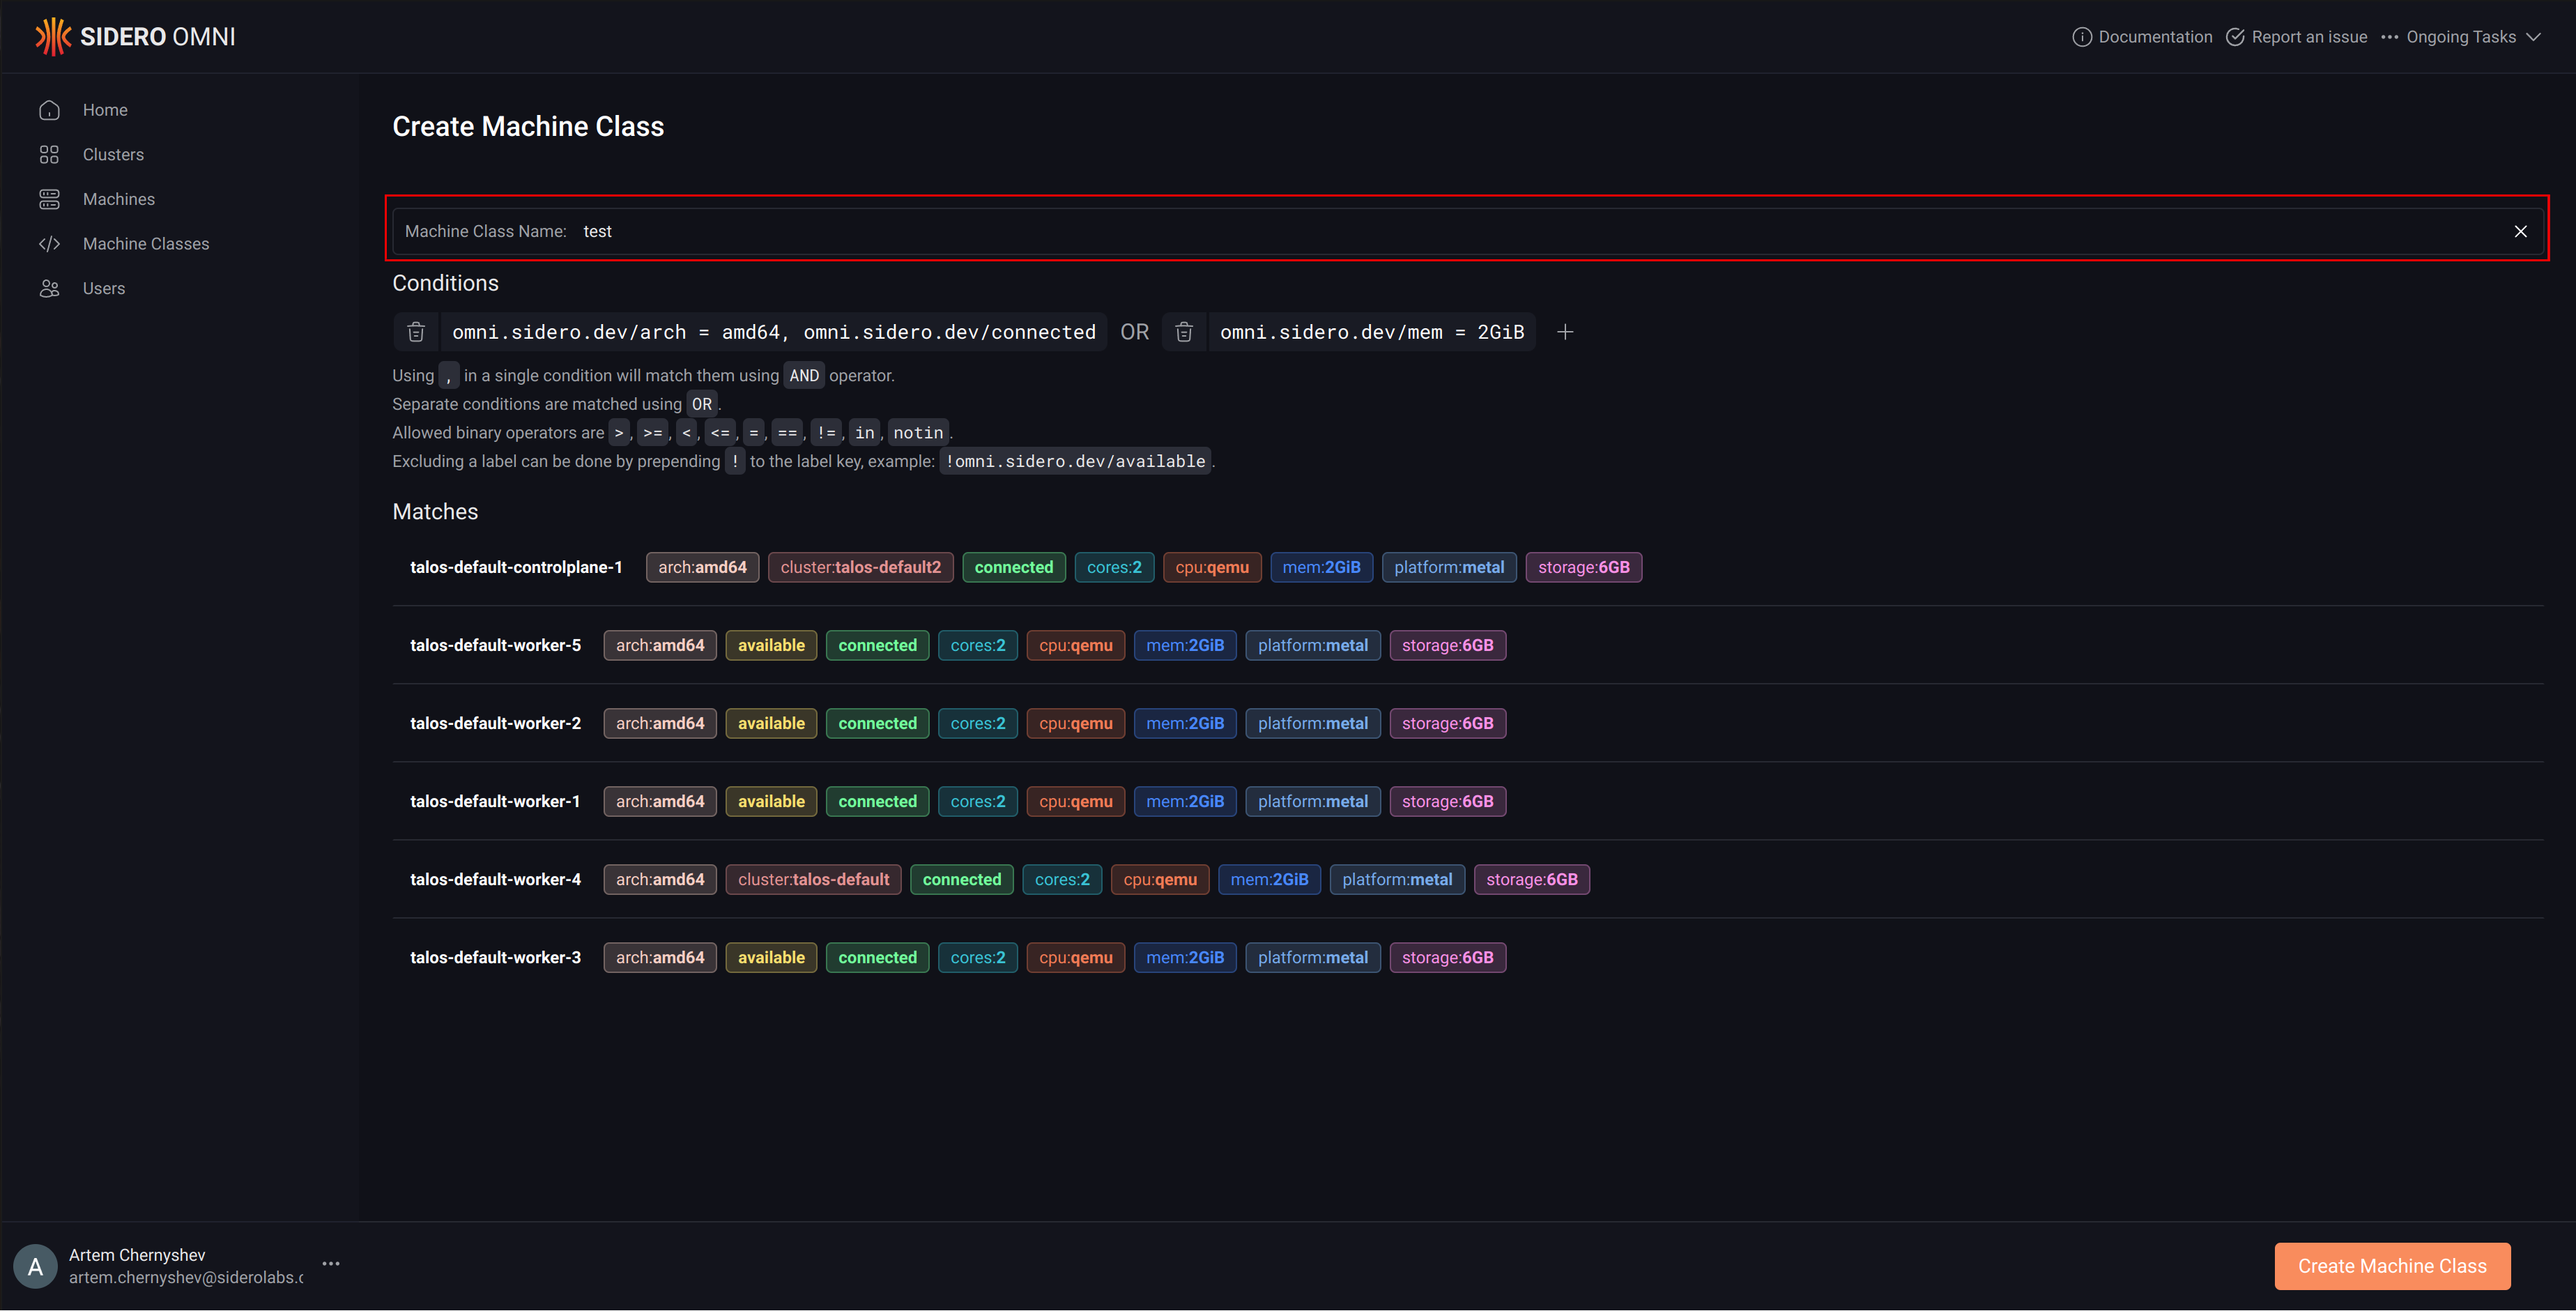 SIDERO OMNI
Documentation Report an issue Ongoing Tasks
Home
Clusters
Machines
Machine Classes
Users
Create Machine Class
Machine Class Name: test
Conditions
omni.sidero.dev/arch = amd64, omni.sidero.dev/connected OR omni.sidero.dev/mem = 2GiB
Using , in a single condition will match them using AND operator.
Separate conditions are matched using OR.
Allowed binary operators are >, >=, <, <=, =, ==, !=, in, notin.
Excluding a label can be done by prepending ! to the label key, example: !omni.sidero.dev/available.
Matches
talos-default-controlplane-1 arch:amd64 cluster:talos-default2 connected cores:2 cpu:qemu mem:2GiB platform:metal storage:6GB
talos-default-worker-5 arch:amd64 available connected cores:2 cpu:qemu mem:2GiB platform:metal storage:6GB
talos-default-worker-2 arch:amd64 available connected cores:2 cpu:qemu mem:2GiB platform:metal storage:6GB
talos-default-worker-1 arch:amd64 available connected cores:2 cpu:qemu mem:2GiB platform:metal storage:6GB
talos-default-worker-4 arch:amd64 cluster:talos-default connected cores:2 cpu:qemu mem:2GiB platform:metal storage:6GB
talos-default-worker-3 arch:amd64 available connected cores:2 cpu:qemu mem:2GiB platform:metal storage:6GB
A
Artem Chernyshev
artem.chernyshev@siderolabs.c
Create Machine Class